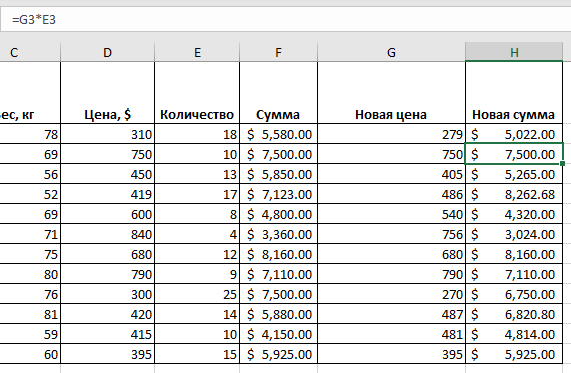 =G3*E3
C D E F G H
ес, кг Цена, $ Количество Сумма Новая цена Новая сумма
78 310 18 $ 5,580.00 279 $ 5,022.00
69 750 10 $ 7,500.00 750 $ 7,500.00
56 450 13 $ 5,850.00 405 $ 5,265.00
52 419 17 $ 7,123.00 486 $ 8,262.68
69 600 8 $ 4,800.00 540 $ 4,320.00
71 840 4 $ 3,360.00 756 $ 3,024.00
75 680 12 $ 8,160.00 680 $ 8,160.00
80 790 9 $ 7,110.00 790 $ 7,110.00
76 300 25 $ 7,500.00 270 $ 6,750.00
81 420 14 $ 5,880.00 487 $ 6,820.80
59 415 10 $ 4,150.00 481 $ 4,814.00
60 395 15 $ 5,925.00 395 $ 5,925.00